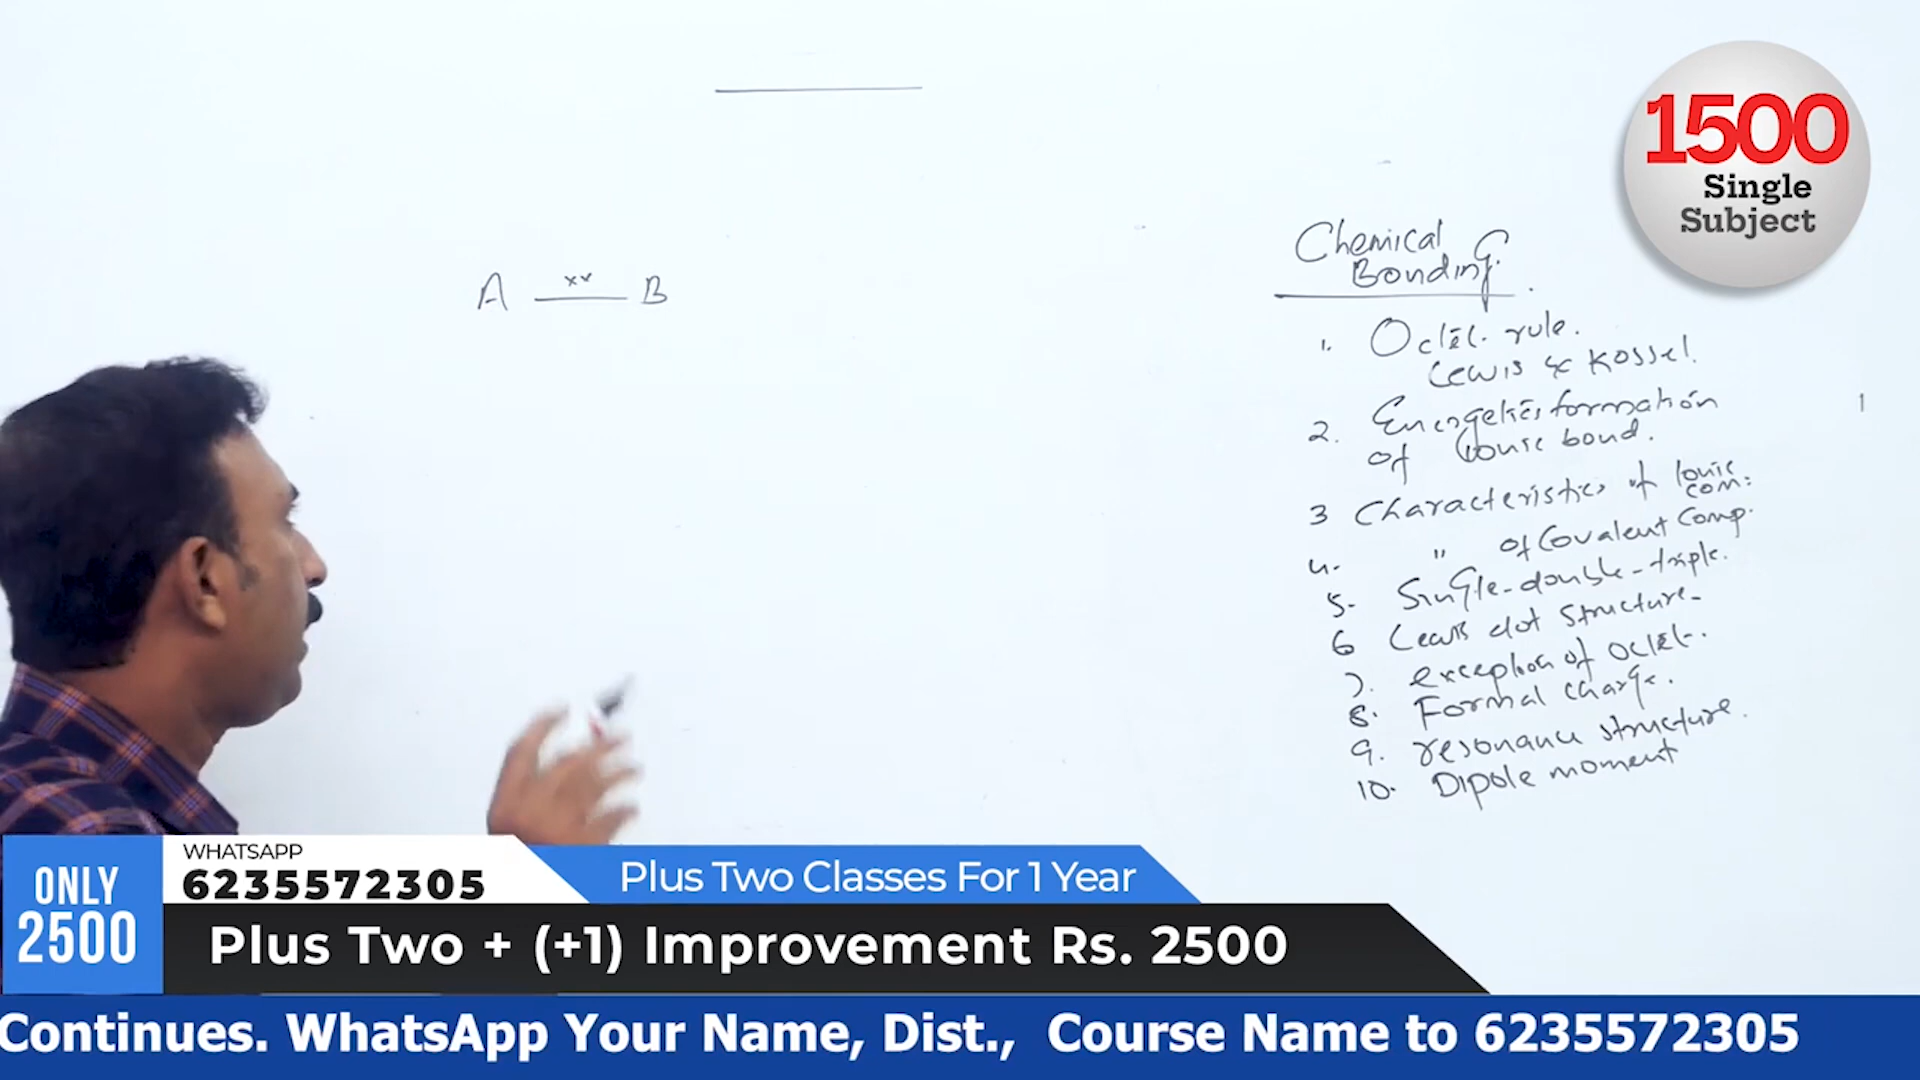 1500
Single
Subject
Chemical
Bonding.
A xx B
1. Octet rule.
Lewis & Kossel.
2. Energetics formation
of Ionic bond.
3 Characteristics of Ionic
com:
4. " of Covalent Comp.
5. Single-double-triple.
6 Lewis dot structure-
7. exception of Octet-.
8. Formal charge.
9. resonance structure.
10. Dipole moment
ONLY
2500
WHATSAPP
6235572305
Plus Two Classes For 1 Year
Plus Two + (+1) Improvement Rs. 2500
Continues. WhatsApp Your Name, Dist., Course Name to 6235572305